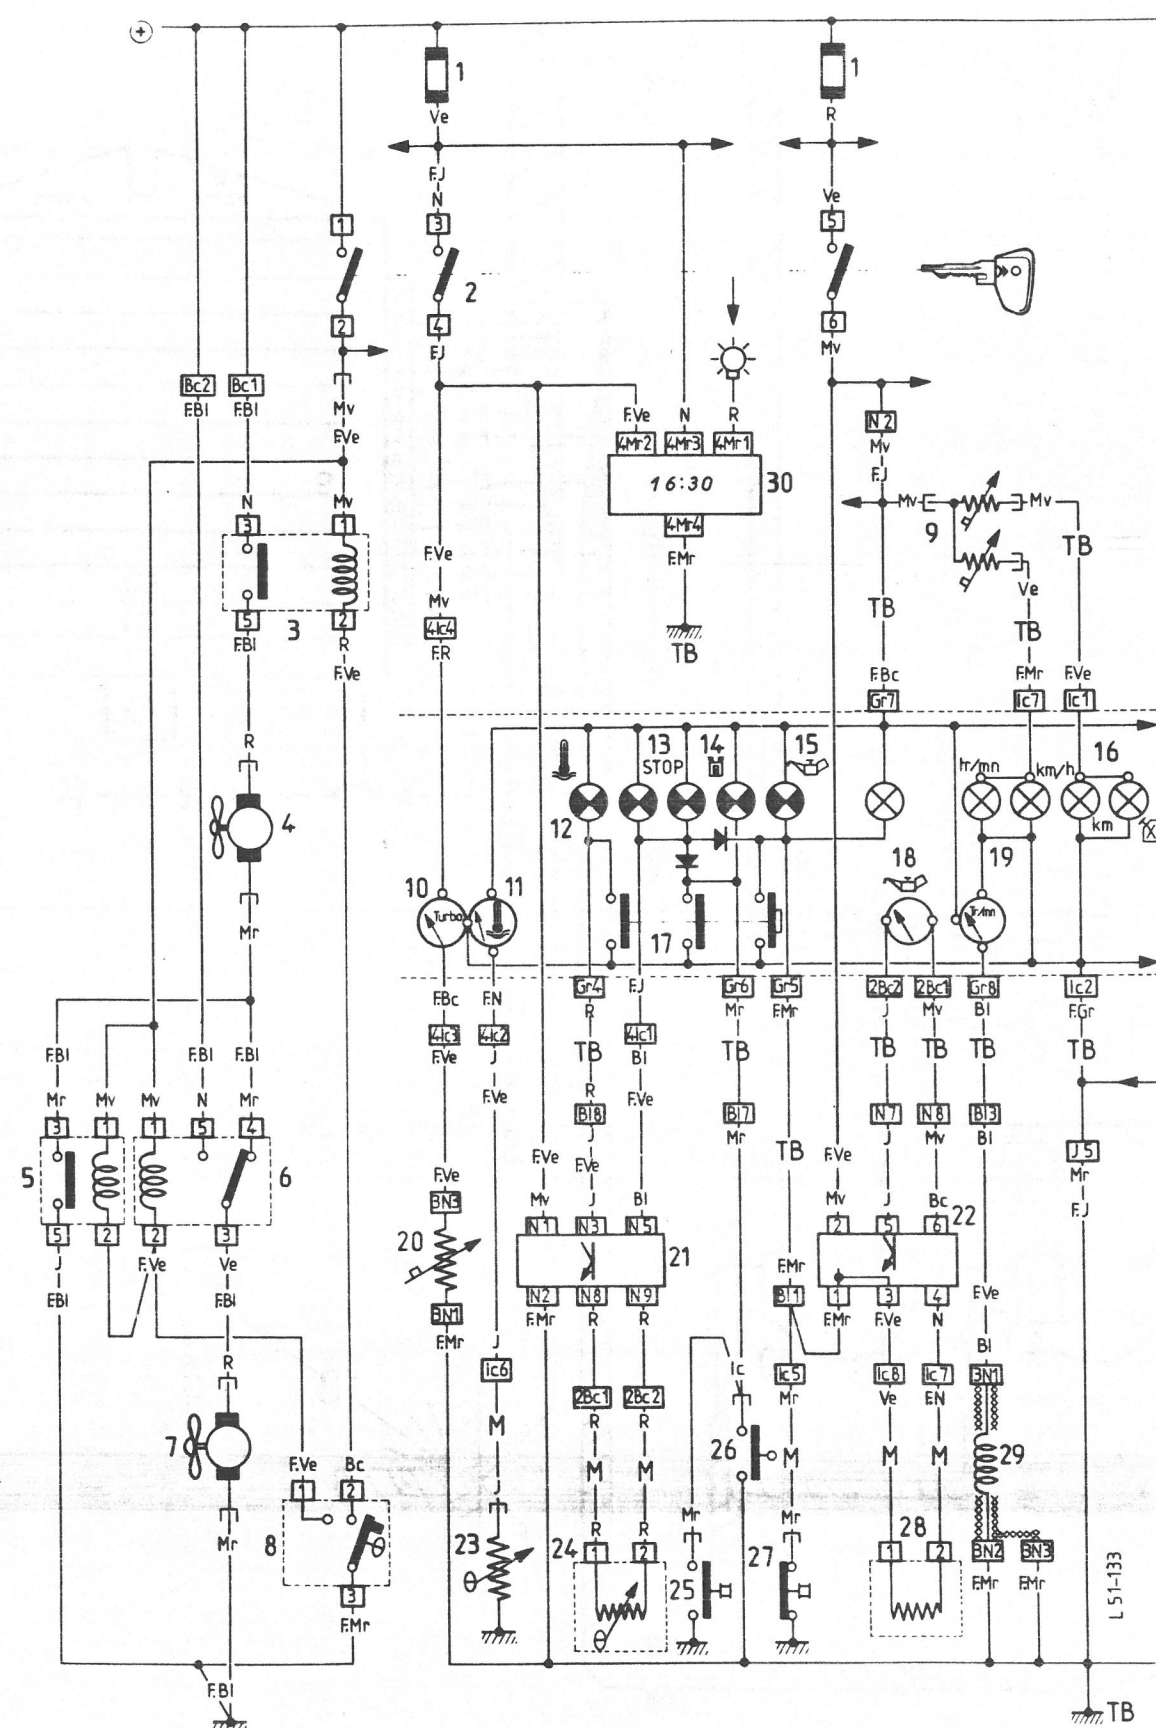 +
1 1
Ve R
F.J
N Ve
1 3 5
2
2 4 6
F.J Mv
Bc2 Bc1
F.Bl F.Bl Mv F.Ve N R N2
F.Ve 4Mr2 4Mr3 4Mr1 Mv
F.J
16:30 30
N Mv Mv Mv
3 1 4Mr4 9
F.Ve F.Mr TB
Mv Ve
TB
5 3 2 4Ic4 TB
F.Bl R F.R TB
F.Ve F.Bc F.Mr F.Ve
Gr7 Ic7 Ic1
R 13 14 15 16
STOP tr/mn km/h
4 12 km
10 11 18 19
Turbo Tr/mn
Mr 17
F.Bc F.N Gr4 F.J Gr6 Gr5 2Bc2 2Bc1 Gr8 Ic2
R Mr F.Mr J Mv Bl F.Gr
4Ic3 4Ic2 4Ic1
F.Bl F.Bl F.Bl F.Ve J TB Bl TB TB TB TB TB
Mr Mv Mv N Mr F.Ve R F.Ve
3 1 1 5 4 Bl8 Bl7 N7 N8 Bl3
J Mr J Mv Bl J5
TB Mr
5 6 F.Ve F.Ve F.Ve F.Ve
BN3 Mv J Bl Mv J Bc F.J
N1 N3 N5 2 5 6 22
5 2 2 3 20 21
J F.Ve Ve F.Mr
F.Bl F.Bl BN1 N2 N8 N9 Bl1 1 3 4 F.Ve
F.Mr F.Mr R R F.Mr F.Ve N
R J Ic Bl
Ic6 2Bc1 2Bc2 Ic5 Ic8 Ic7 3N1
R R Mr Ve F.N
7 M M M 26 M M M 29
F.Ve Bc J
1 2
Mr 8 23 R R Mr Mr 28
24 1 2 27 1 2 3N2 3N3
θ θ 25 F.Mr F.Mr
3
F.Mr θ L 51-133
F.Bl
TB